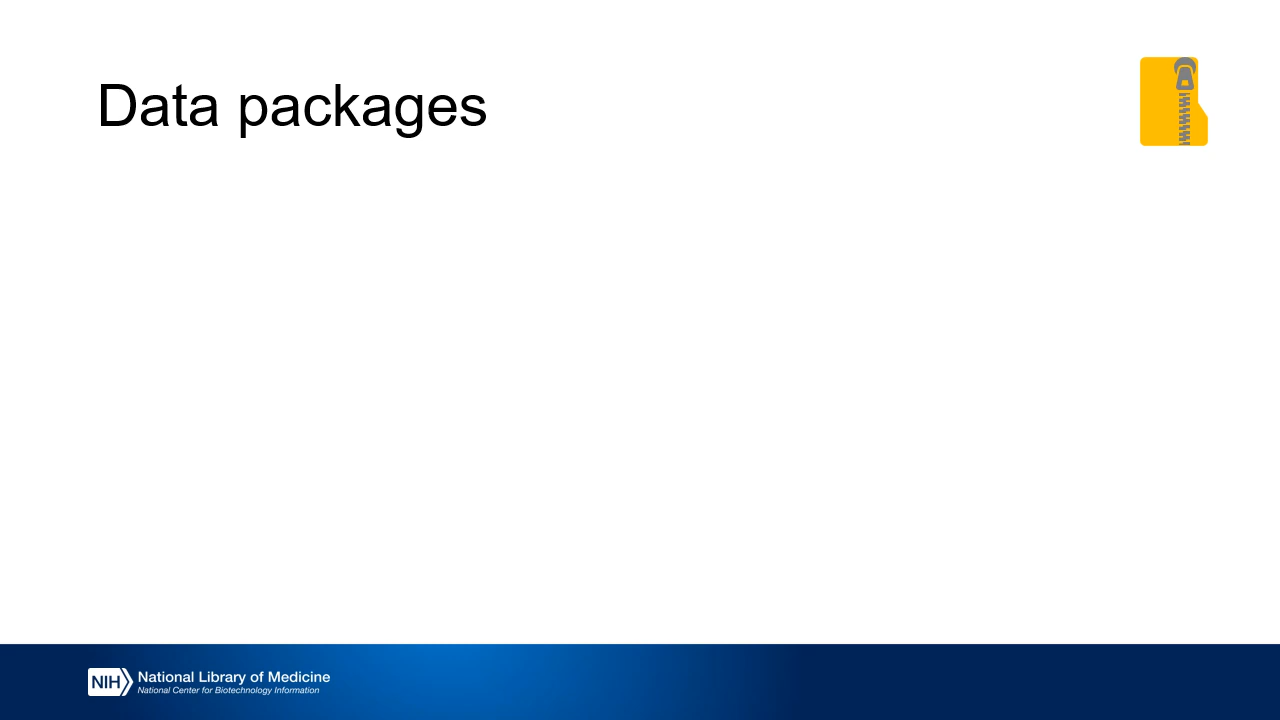 Data packages
NIH
National Library of Medicine
National Center for Biotechnology Information